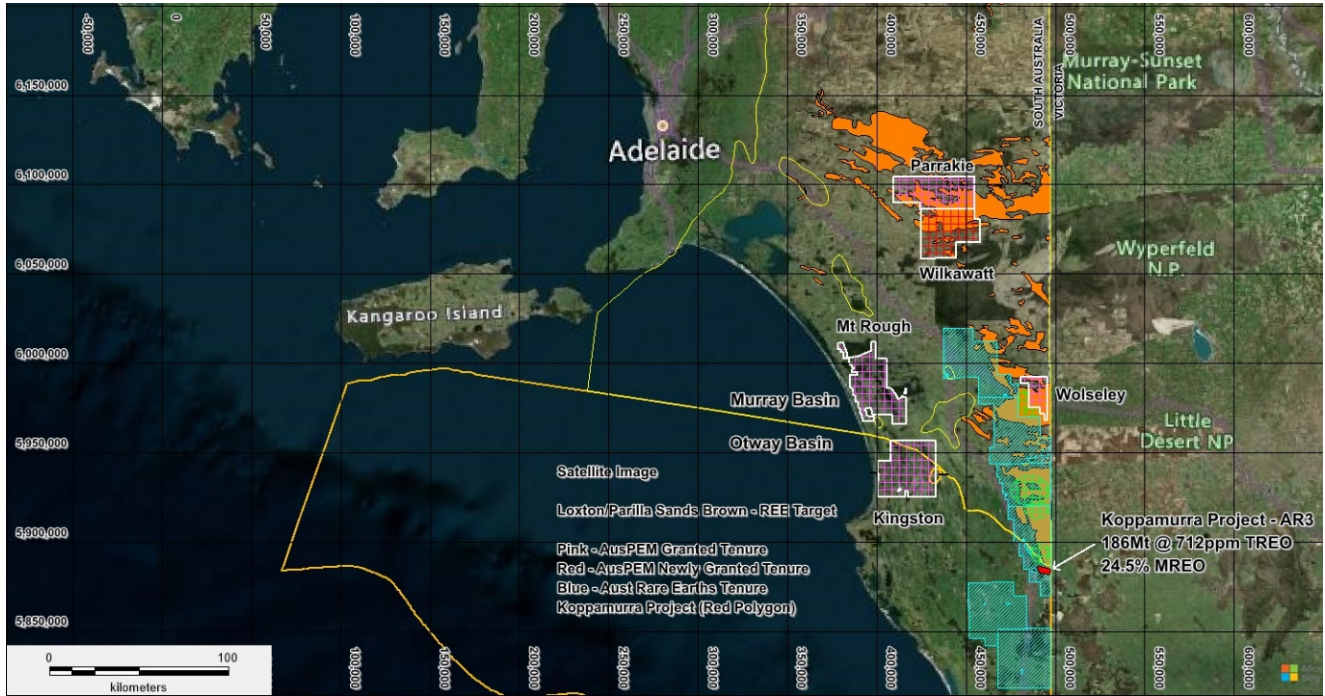 -50,000
0
50,000
100,000
150,000
200,000
250,000
300,000
350,000
400,000
450,000
500,000
550,000
600,000
6,150,000
6,100,000
6,050,000
6,000,000
5,950,000
5,900,000
5,850,000
SOUTH AUSTRALIA
VICTORIA
Murray-Sunset
National Park
Adelaide
Parrakie
Wyperfeld
N.P.
Wilkawatt
Kangaroo Island
Mt Rough
Murray Basin
Wolseley
Little
Desert NP
Otway Basin
Satellite Image
Kingston
Loxton/Parilla Sands Brown - REE Target
Koppamurra Project - AR3
186Mt @ 712ppm TREO
24.5% MREO
Pink - AusPEM Granted Tenure
Red - AusPEM Newly Granted Tenure
Blue - Aust Rare Earths Tenure
Koppamurra Project (Red Polygon)
0 100
kilometers
100,000
150,000
200,000
250,000
300,000
350,000
400,000
450,000
500,000
550,000
600,000